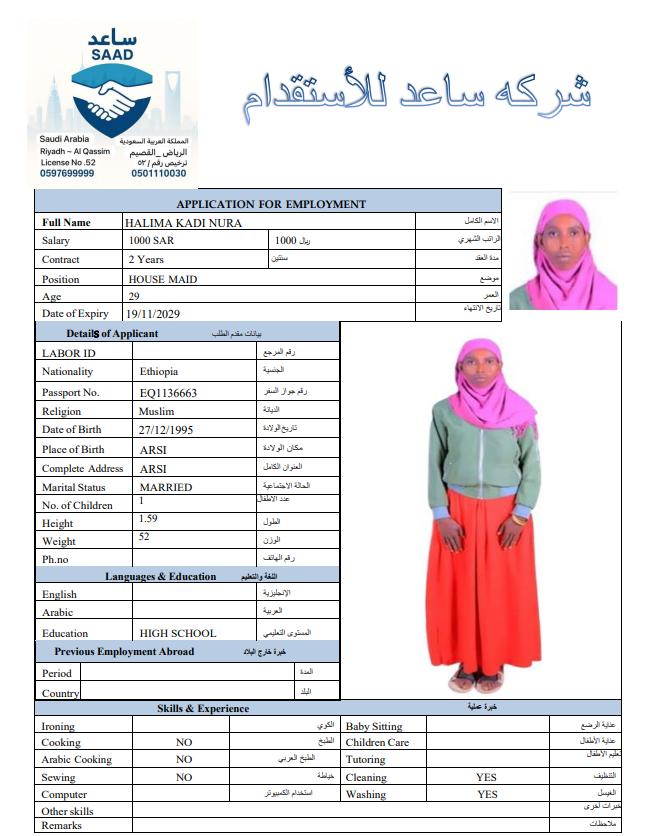 ساعد
SAAD
Saudi Arabia المملكة العربية السعودية
Riyadh ~ Al Qassim الرياض _القصيم
License No .52 ترخيص رقم / ٥٢
0597699999 0501110030
شركه ساعد للأستقدام
APPLICATION FOR EMPLOYMENT
Full Name HALIMA KADI NURA الاسم الكامل
Salary 1000 SAR 1000 ريال الراتب الشهري
Contract 2 Years سنتين مدة العقد
Position HOUSE MAID موضع
Age 29 العمر
Date of Expiry 19/11/2029 تاريخ الانتهاء
Details of Applicant بيانات مقدم الطلب
LABOR ID رقم المرجع
Nationality Ethiopia الجنسية
Passport No. EQ1136663 رقم جواز السفر
Religion Muslim الديانة
Date of Birth 27/12/1995 تاريخ الولادة
Place of Birth ARSI مكان الولادة
Complete Address ARSI العنوان الكامل
Marital Status MARRIED الحالة الاجتماعية
No. of Children 1 عدد الاطفال
Height 1.59 الطول
Weight 52 الوزن
Ph.no رقم الهاتف
Languages & Education اللغة والتعليم
English الإنجليزية
Arabic العربية
Education HIGH SCHOOL المستوى التعليمي
Previous Employment Abroad خبرة خارج البلاد
Period المدة
Country البلد
Skills & Experience خبرة عملية
Ironing الكوي Baby Sitting عناية الرضع
Cooking NO الطبخ Children Care عناية الأطفال
Arabic Cooking NO الطبخ العربي Tutoring تعليم الأطفال
Sewing NO خياطة Cleaning YES التنظيف
Computer استخدام الكمبيوتر Washing YES الغسيل
Other skills خبرات أخرى
Remarks ملاحظات